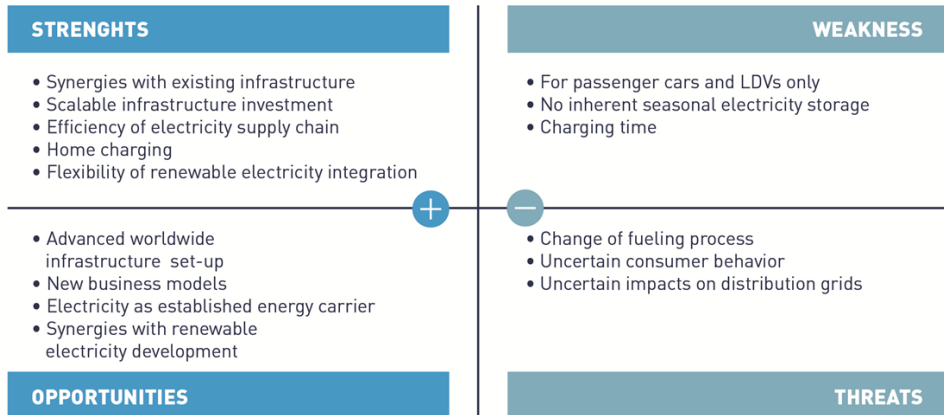 STRENGHTS
• Synergies with existing infrastructure
• Scalable infrastructure investment
• Efficiency of electricity supply chain
• Home charging
• Flexibility of renewable electricity integration
WEAKNESS
• For passenger cars and LDVs only
• No inherent seasonal electricity storage
• Charging time
+
−
• Advanced worldwide
infrastructure set-up
• New business models
• Electricity as established energy carrier
• Synergies with renewable
electricity development
OPPORTUNITIES
• Change of fueling process
• Uncertain consumer behavior
• Uncertain impacts on distribution grids
THREATS